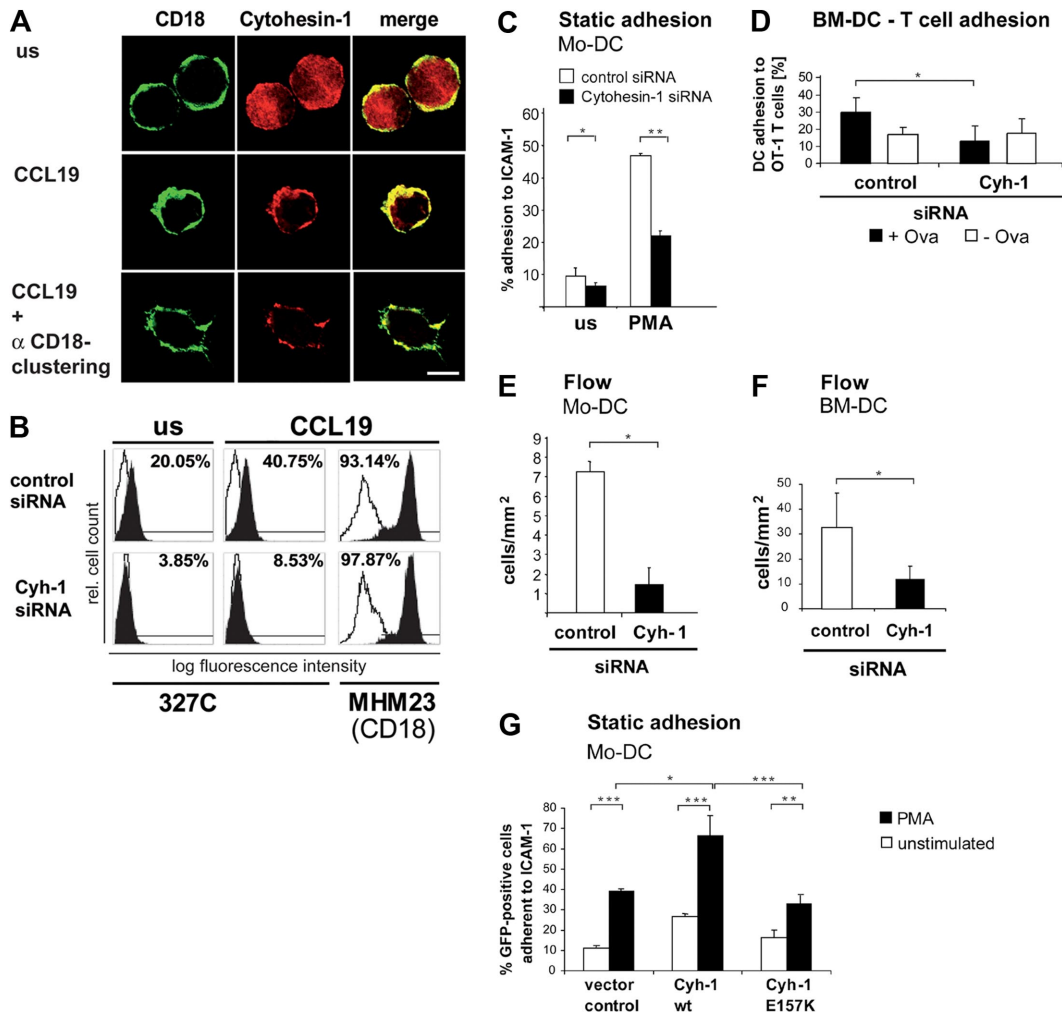 A
CD18 Cytohesin-1 merge
us
CCL19
CCL19
+
α CD18-
clustering
B
us CCL19
control
siRNA
20.05% 40.75% 93.14%
Cyh-1
siRNA
3.85% 8.53% 97.87%
rel. cell count
log fluorescence intensity
327C MHM23
(CD18)
C Static adhesion
Mo-DC
control siRNA
Cytohesin-1 siRNA
% adhesion to ICAM-1
50
40
30
20
10
* **
us PMA
D BM-DC - T cell adhesion
DC adhesion to
OT-1 T cells [%]
50
40
30
20
10
0
*
control Cyh-1
siRNA
+ Ova - Ova
E Flow
Mo-DC
cells/mm²
9
8
7
6
5
4
3
2
1
*
control Cyh-1
siRNA
F Flow
BM-DC
cells/mm²
50
40
30
20
10
0
*
control Cyh-1
siRNA
G Static adhesion
Mo-DC
% GFP-positive cells
adherent to ICAM-1
80
70
60
50
40
30
20
10
0
* ***
*** *** **
PMA
unstimulated
vector Cyh-1 Cyh-1
control wt E157K